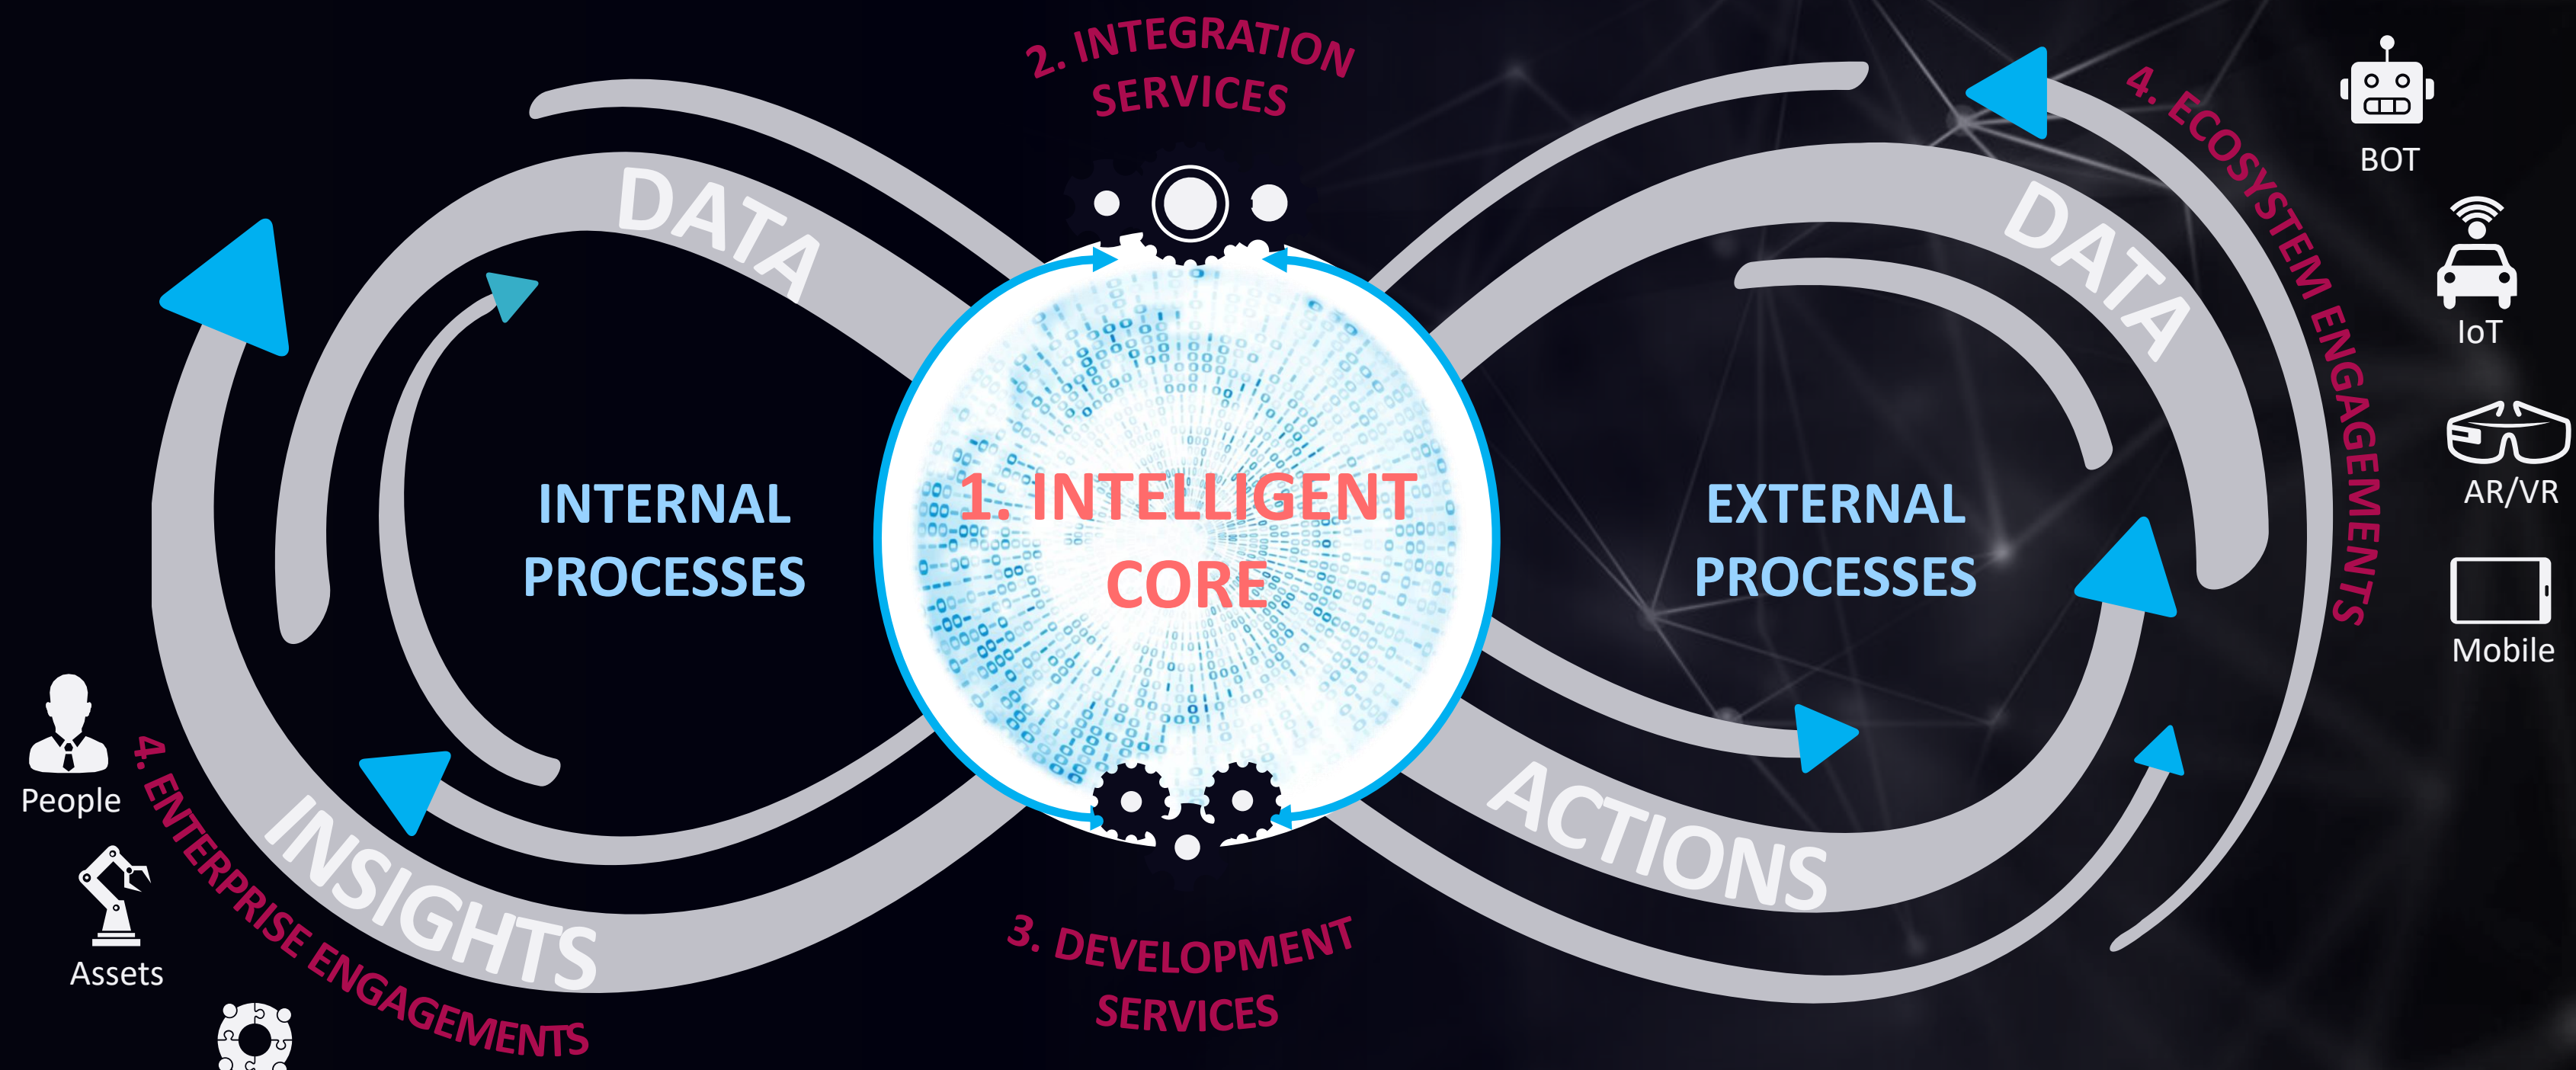 2. INTEGRATION
SERVICES
DATA
DATA
4. ECOSYSTEM ENGAGEMENTS
BOT
IoT
AR/VR
Mobile
INTERNAL
PROCESSES
1. INTELLIGENT
CORE
EXTERNAL
PROCESSES
People
Assets
4. ENTERPRISE ENGAGEMENTS
INSIGHTS
ACTIONS
3. DEVELOPMENT
SERVICES